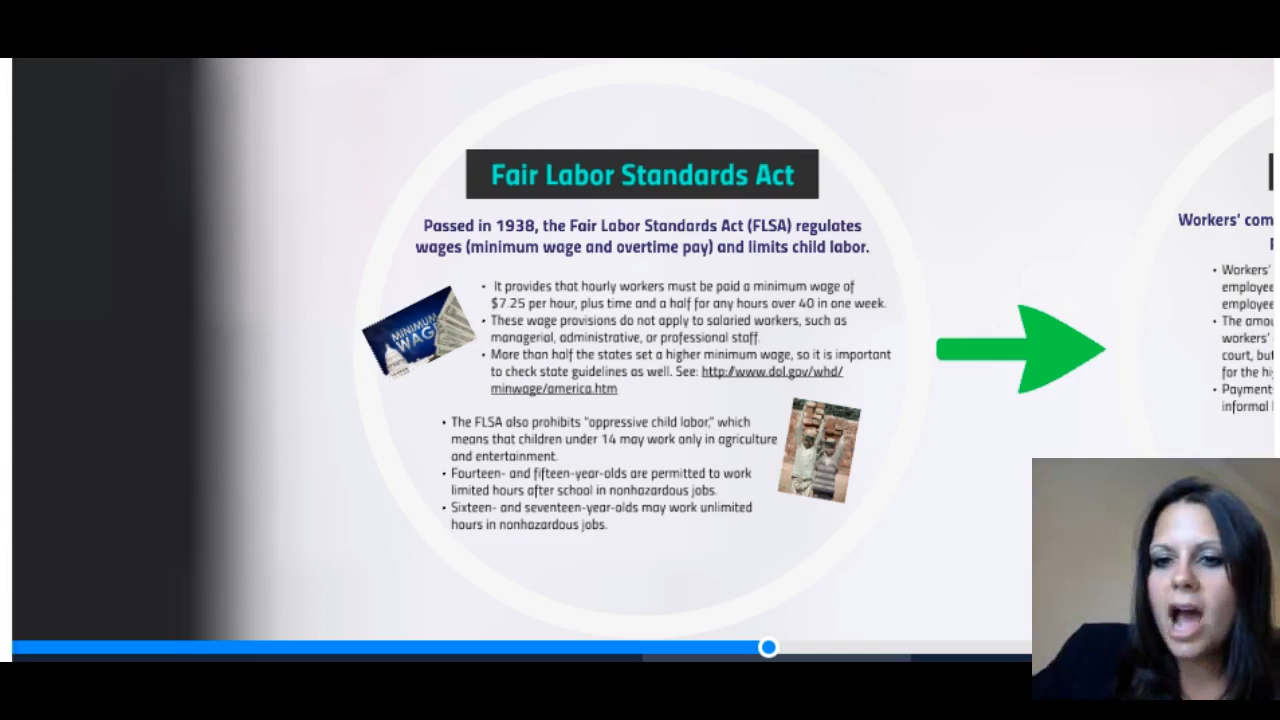 Fair Labor Standards Act
Passed in 1938, the Fair Labor Standards Act (FLSA) regulates
wages (minimum wage and overtime pay) and limits child labor.
• It provides that hourly workers must be paid a minimum wage of
$7.25 per hour, plus time and a half for any hours over 40 in one week.
• These wage provisions do not apply to salaried workers, such as
managerial, administrative, or professional staff.
• More than half the states set a higher minimum wage, so it is important
to check state guidelines as well. See: http://www.dol.gov/whd/
minwage/america.htm
MINIMUM
WAGE
• The FLSA also prohibits "oppressive child labor," which
means that children under 14 may work only in agriculture
and entertainment.
• Fourteen- and fifteen-year-olds are permitted to work
limited hours after school in nonhazardous jobs.
• Sixteen- and seventeen-year-olds may work unlimited
hours in nonhazardous jobs.
Workers' com
• Workers'
employee
employee
• The amou
workers'
court, but
for the hi
• Payment
informal